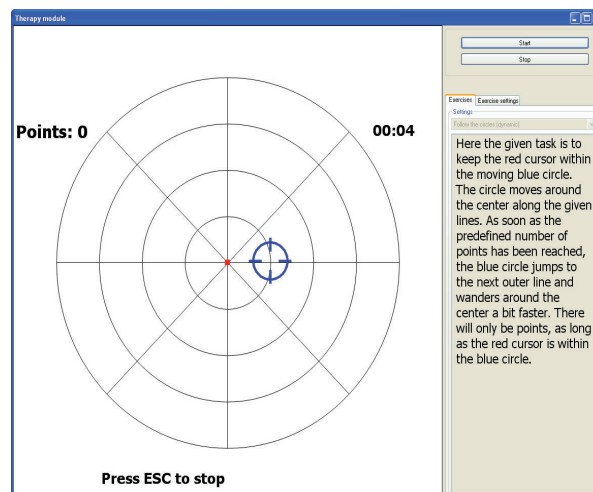 Therapy module
Start
Stop
Exercises Exercise settings
Settings
Follow the circles (dynamic)
Points: 0
00:04
Here the given task is to
keep the red cursor within
the moving blue circle.
The circle moves around
the center along the given
lines. As soon as the
predefined number of
points has been reached,
the blue circle jumps to
the next outer line and
wanders around the
center a bit faster. There
will only be points, as long
as the red cursor is within
the blue circle.
Press ESC to stop